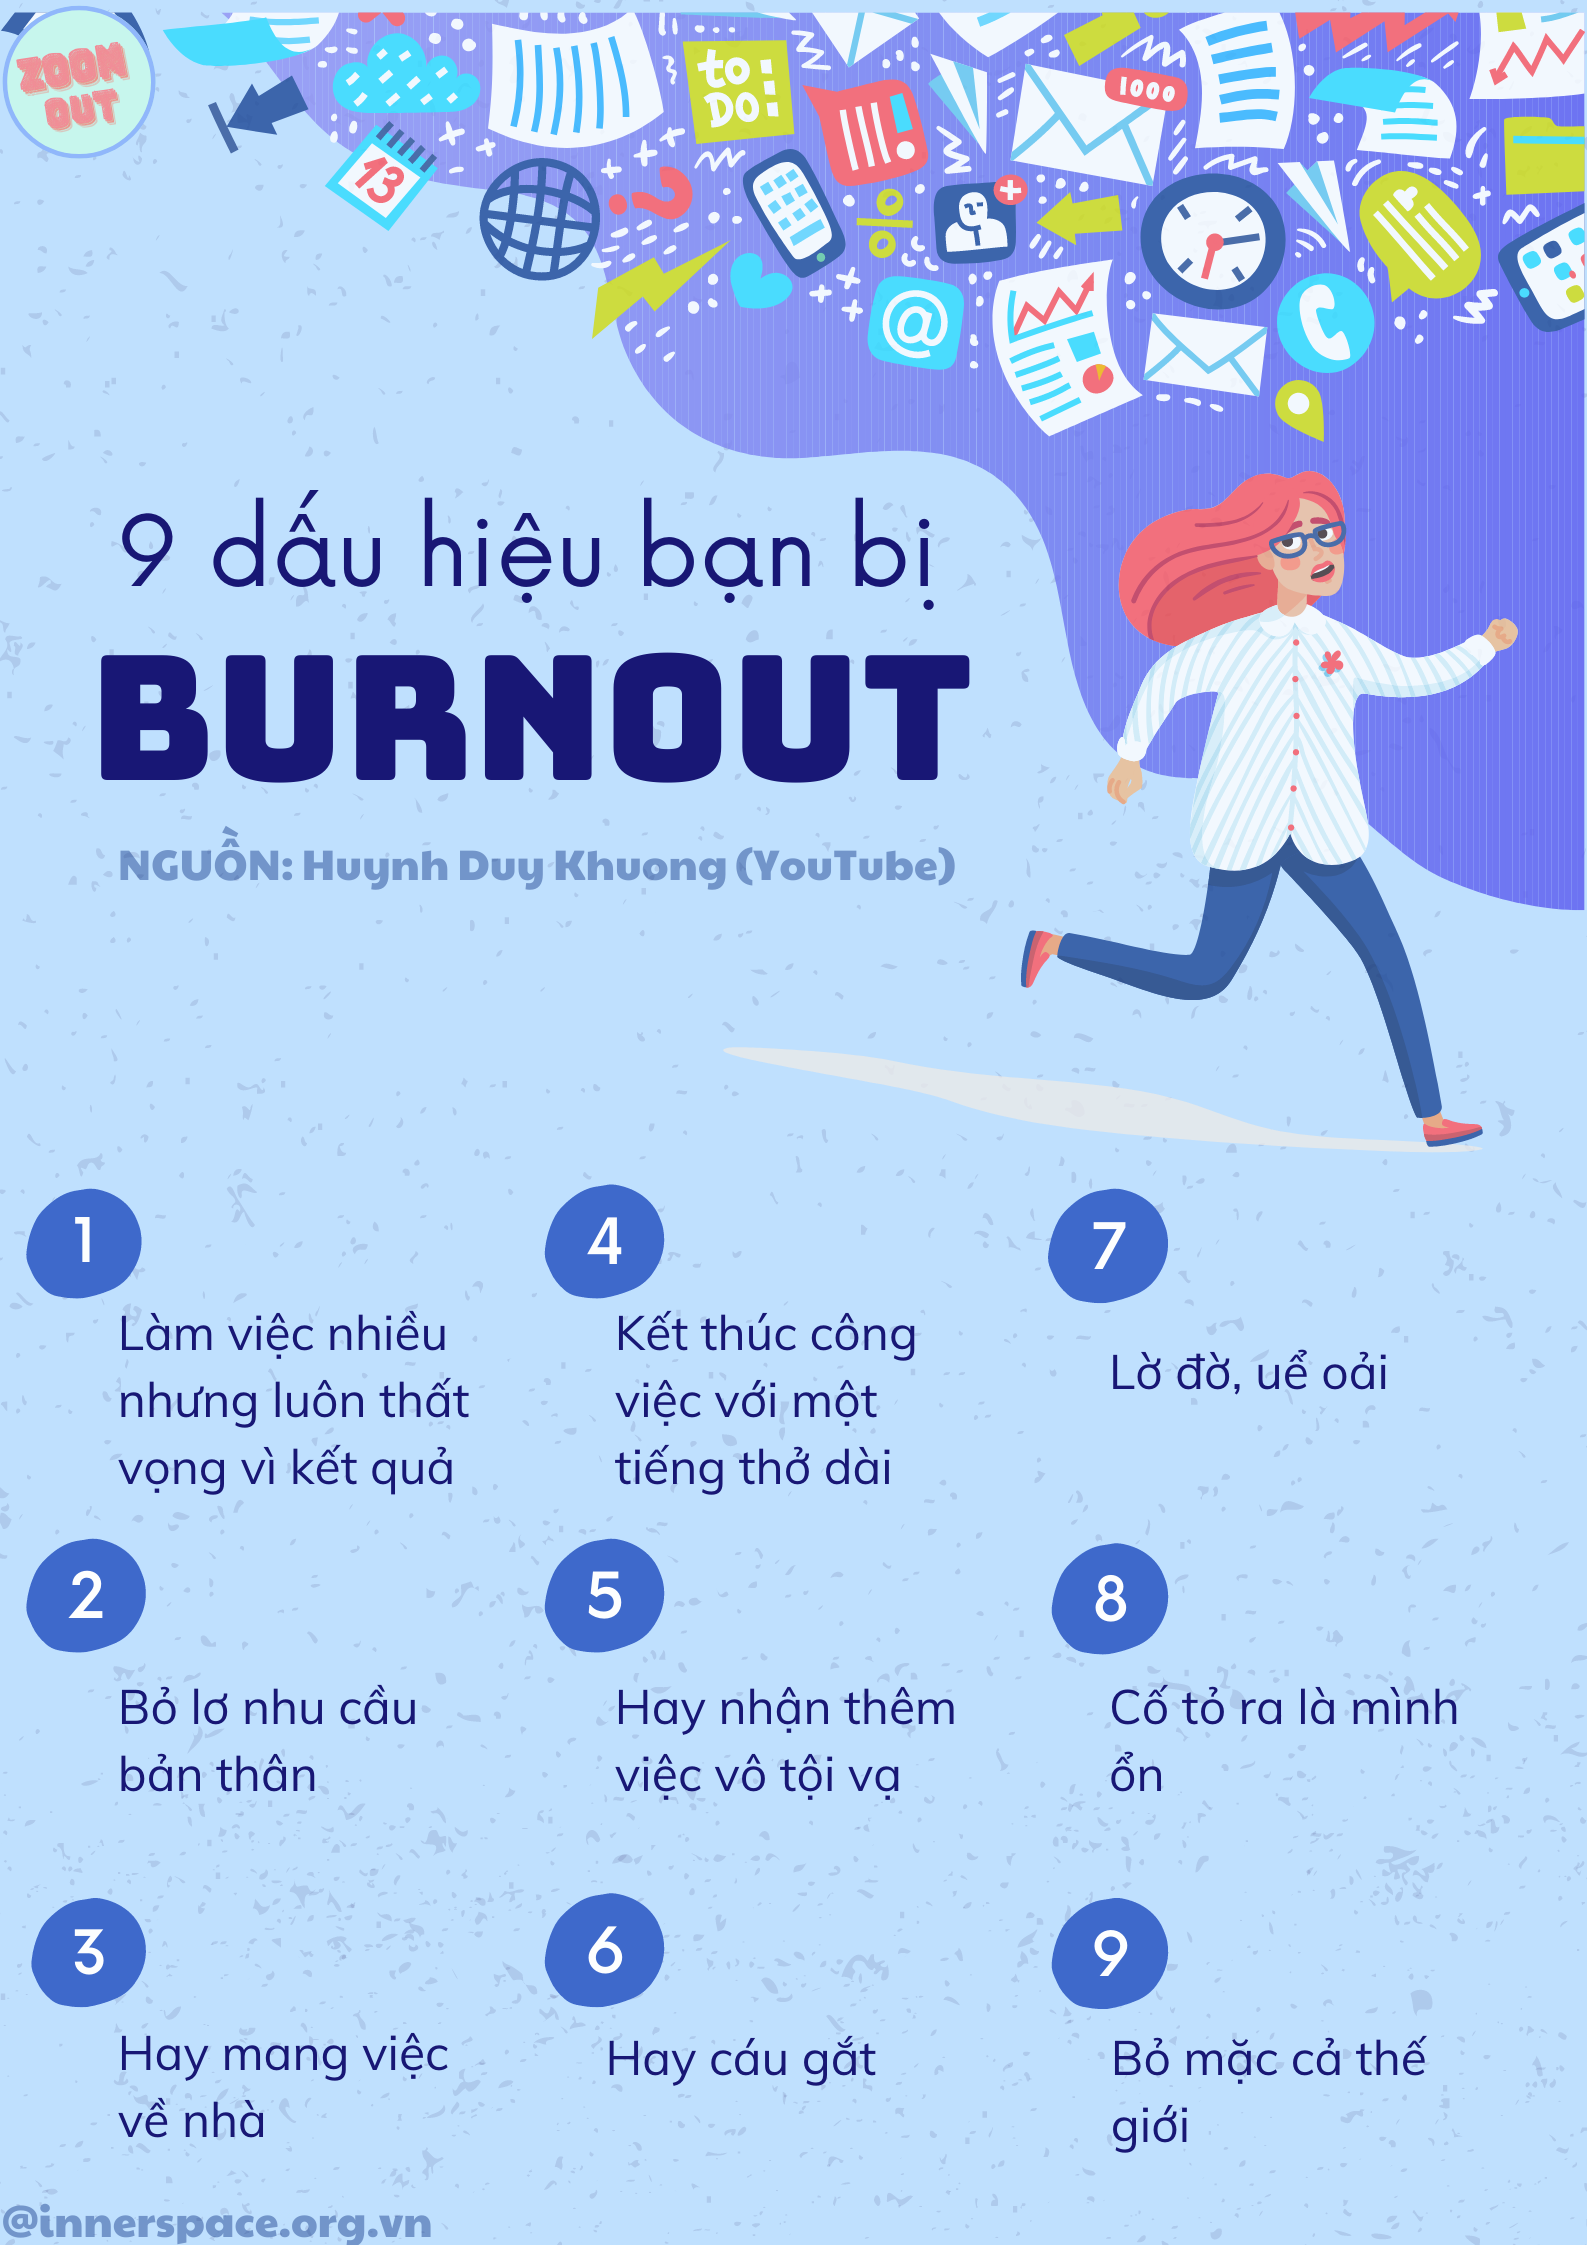 ZOOM
OUT
to
DO:
1000
13
@
9 dấu hiệu bạn bị
BURNOUT
NGUỒN: Huynh Duy Khuong (YouTube)
1
Làm việc nhiều
nhưng luôn thất
vọng vì kết quả
2
Bỏ lơ nhu cầu
bản thân
3
Hay mang việc
về nhà
4
Kết thúc công
việc với một
tiếng thở dài
5
Hay nhận thêm
việc vô tội vạ
6
Hay cáu gắt
7
Lờ đờ, uể oải
8
Cố tỏ ra là mình
ổn
9
Bỏ mặc cả thế
giới
@innerspace.org.vn